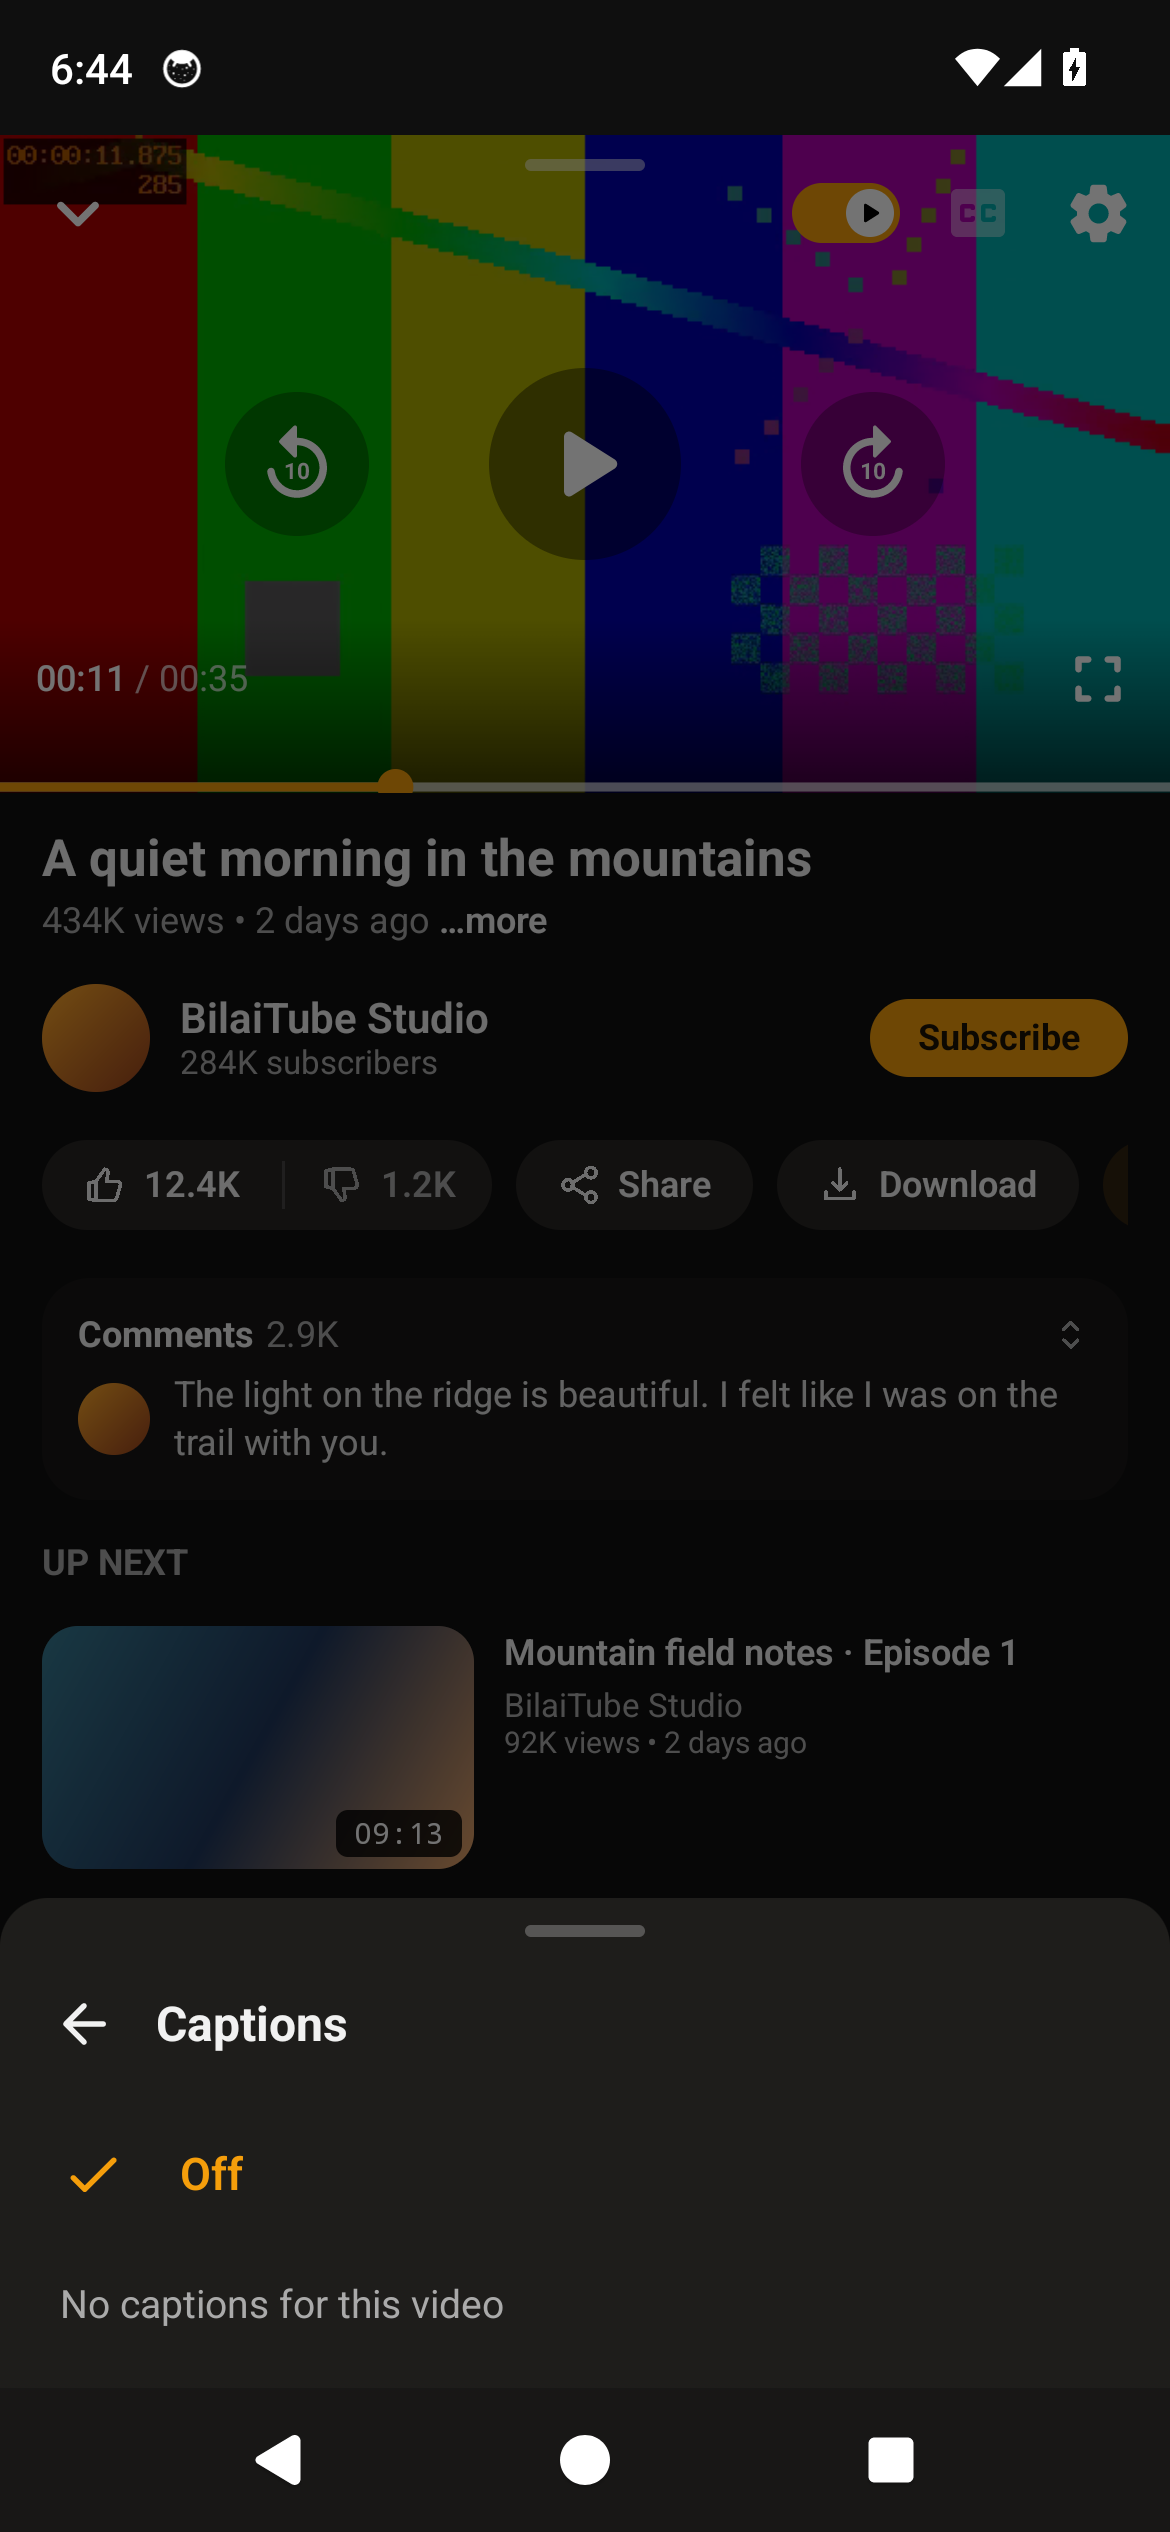 6:44
00:00:11.875
285
CC
10
10
00:11 / 00:35
A quiet morning in the mountains
434K views • 2 days ago ...more
BilaiTube Studio
284K subscribers
Subscribe
12.4K
1.2K
Share
Download
Comments 2.9K
The light on the ridge is beautiful. I felt like I was on the
trail with you.
UP NEXT
Mountain field notes · Episode 1
BilaiTube Studio
92K views • 2 days ago
09:13
Captions
Off
No captions for this video